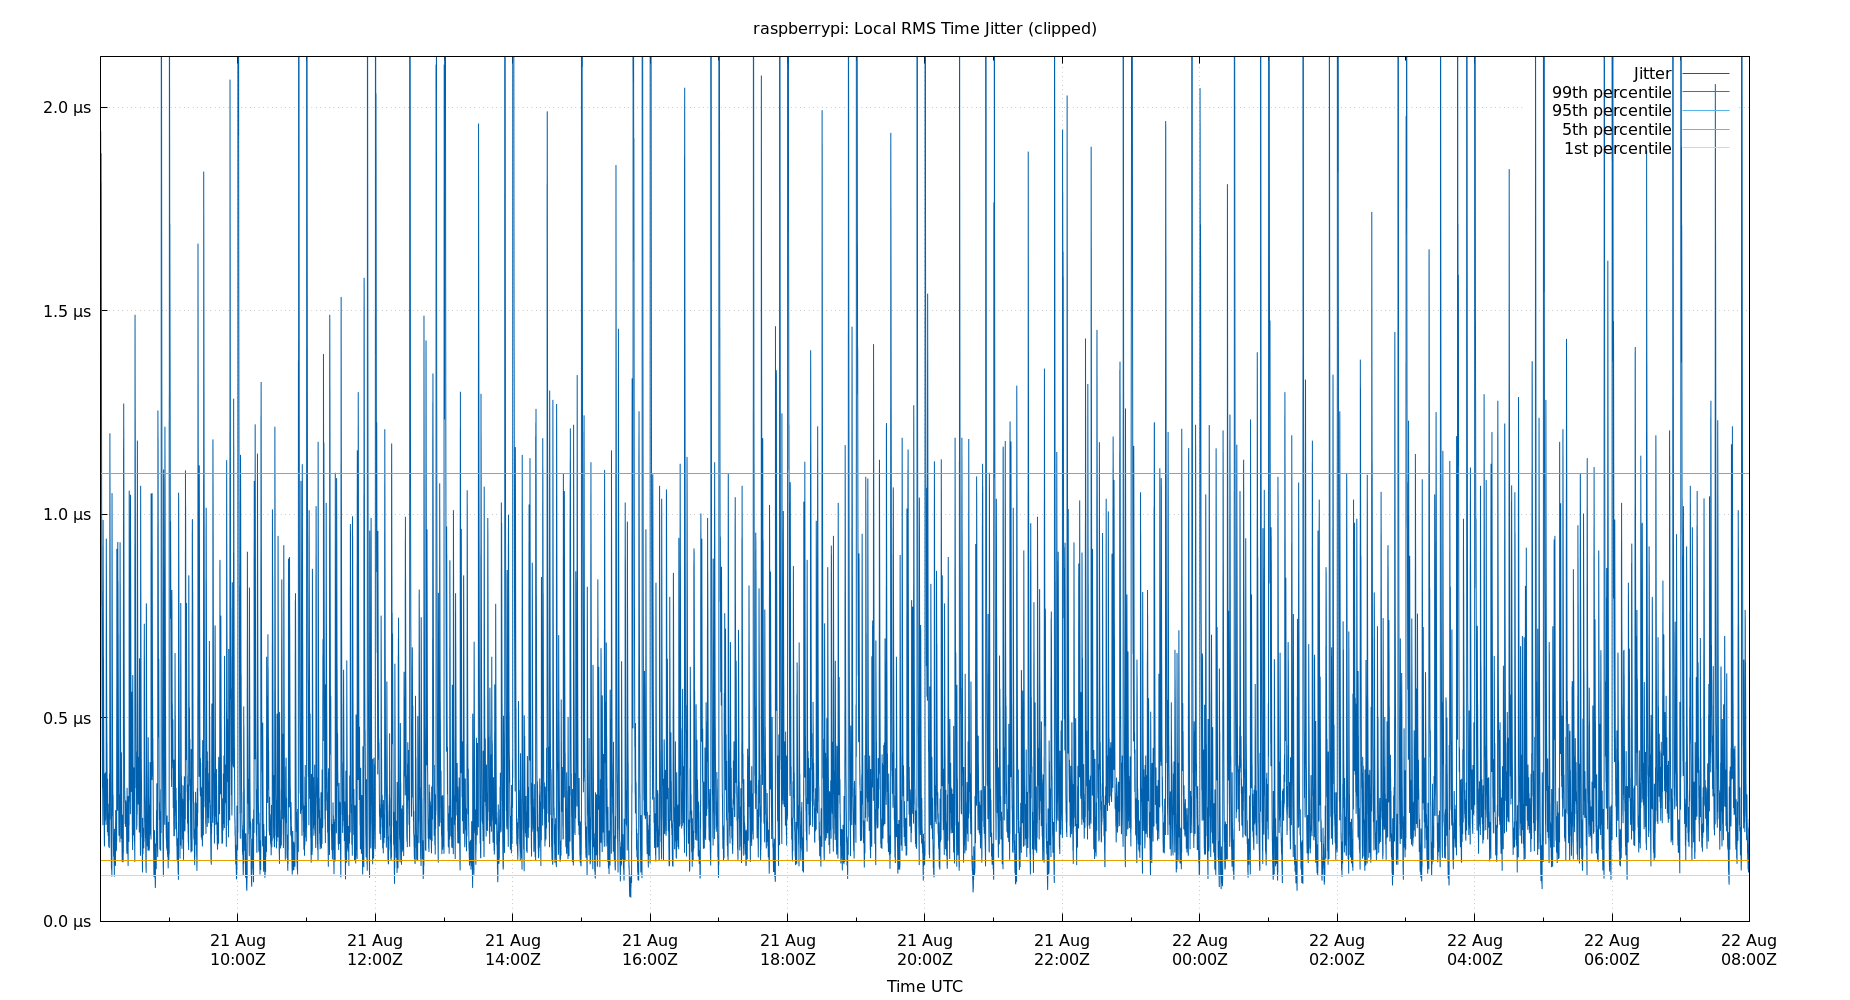 raspberrypi: Local RMS Time Jitter (clipped)
Jitter
99th percentile
95th percentile
5th percentile
1st percentile
2.0 μs
1.5 μs
1.0 μs
0.5 μs
0.0 μs
21 Aug 21 Aug 21 Aug 21 Aug 21 Aug 21 Aug 21 Aug 22 Aug 22 Aug 22 Aug 22 Aug 22 Aug
10:00Z 12:00Z 14:00Z 16:00Z 18:00Z 20:00Z 22:00Z 00:00Z 02:00Z 04:00Z 06:00Z 08:00Z
Time UTC